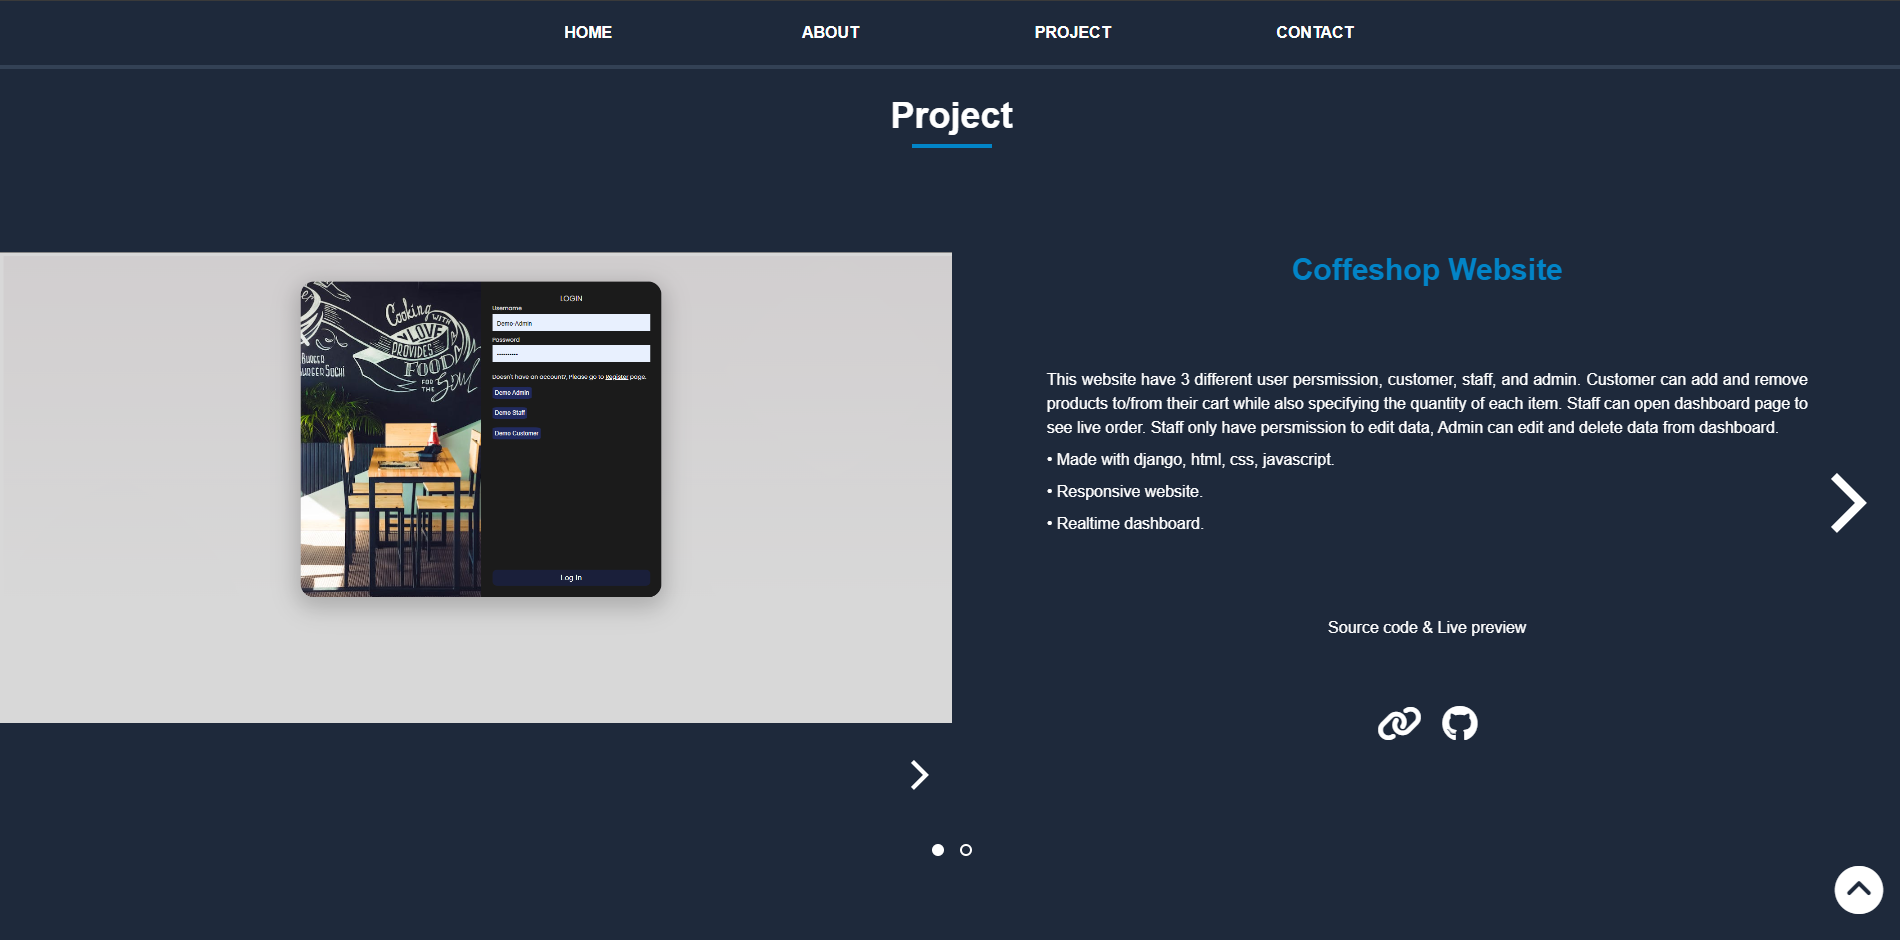 HOME ABOUT PROJECT CONTACT
Project
Cooking
WITH
LOVE
PROVIDES
FOOD
FOR
THE
Soul
BURGER
LOGIN
Username
Demo-Admin
Password
Doesn't have an account?, Please go to Register page.
Demo Admin
Demo Staff
Demo Customer
Log In
Coffeshop Website
This website have 3 different user persmission, customer, staff, and admin. Customer can add and remove
products to/from their cart while also specifying the quantity of each item. Staff can open dashboard page to
see live order. Staff only have persmission to edit data, Admin can edit and delete data from dashboard.
• Made with django, html, css, javascript.
• Responsive website.
• Realtime dashboard.
Source code & Live preview